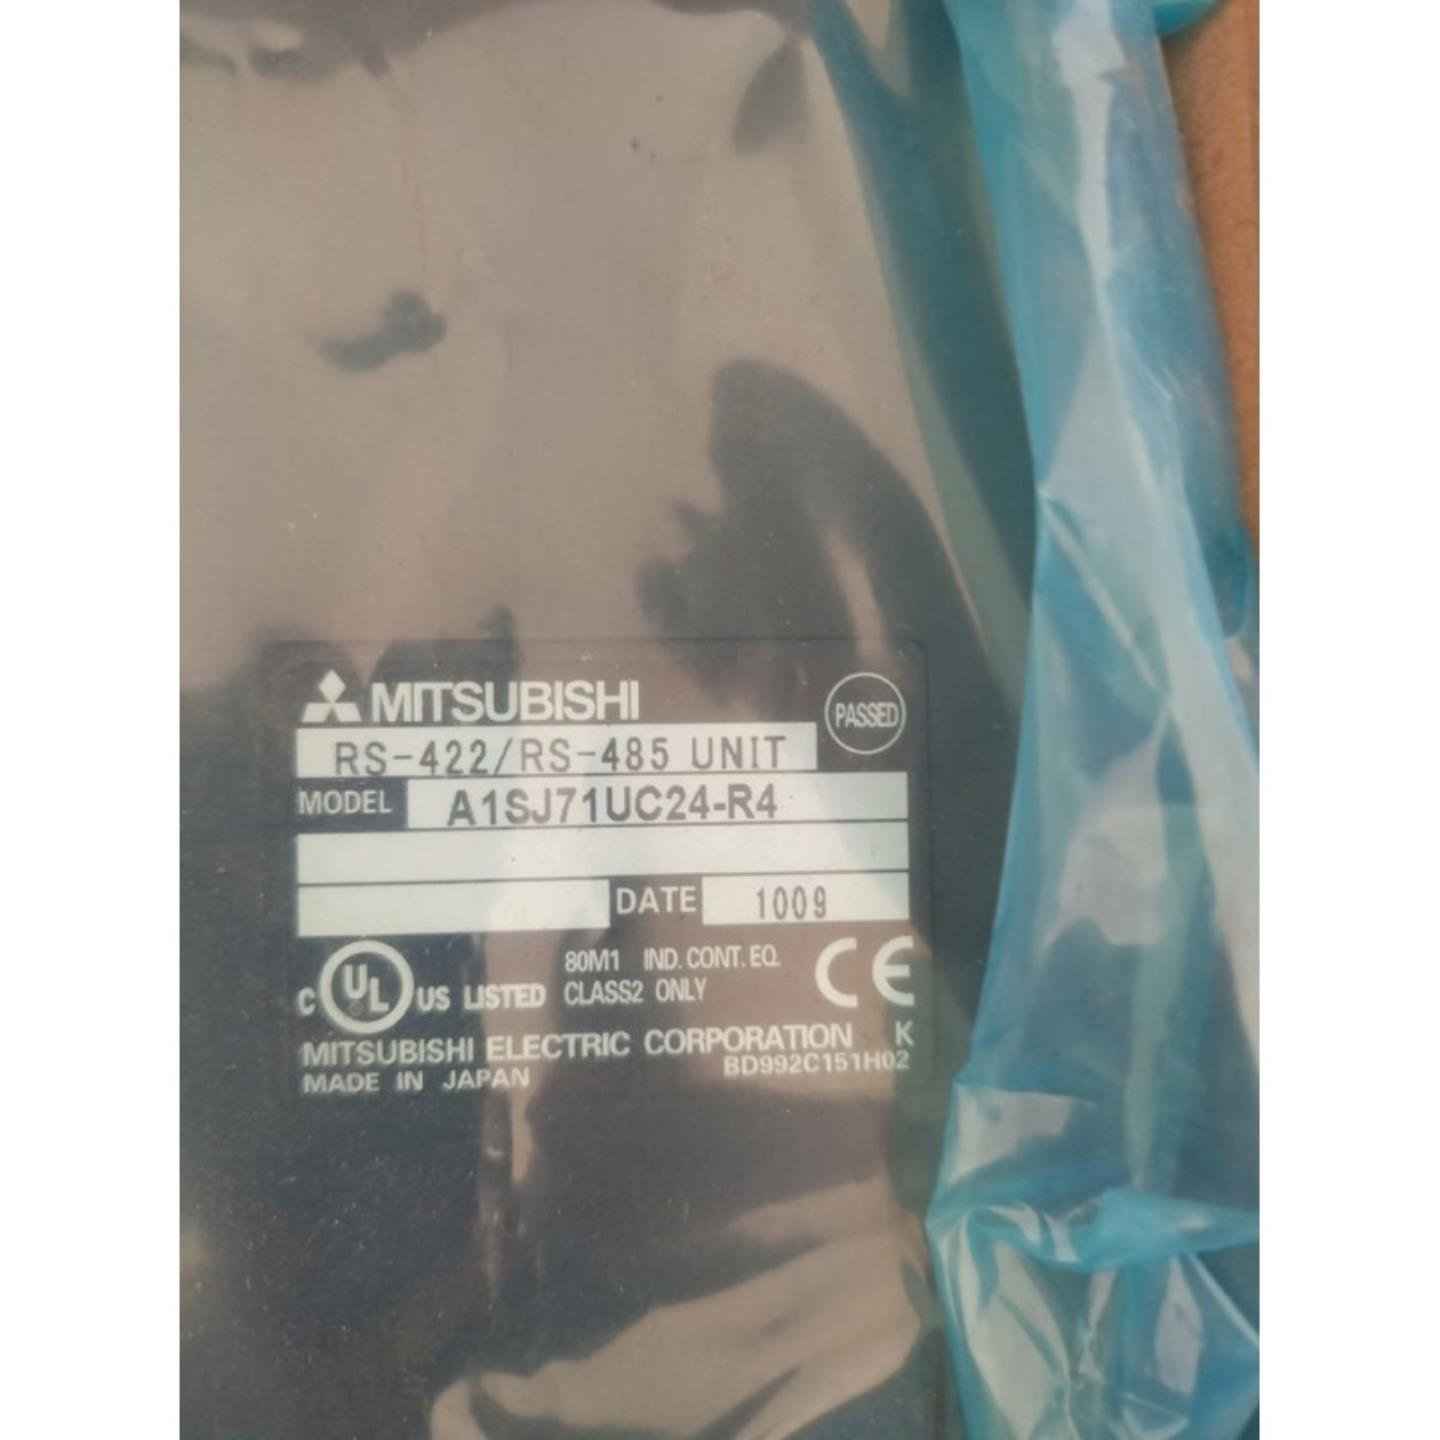 MITSUBISHI
PASSED
RS-422/RS-485 UNIT
MODEL A1SJ71UC24-R4
DATE 1009
C UL US LISTED 80M1 IND. CONT. EQ.
CLASS2 ONLY
CE
MITSUBISHI ELECTRIC CORPORATION K
MADE IN JAPAN BD992C151H02